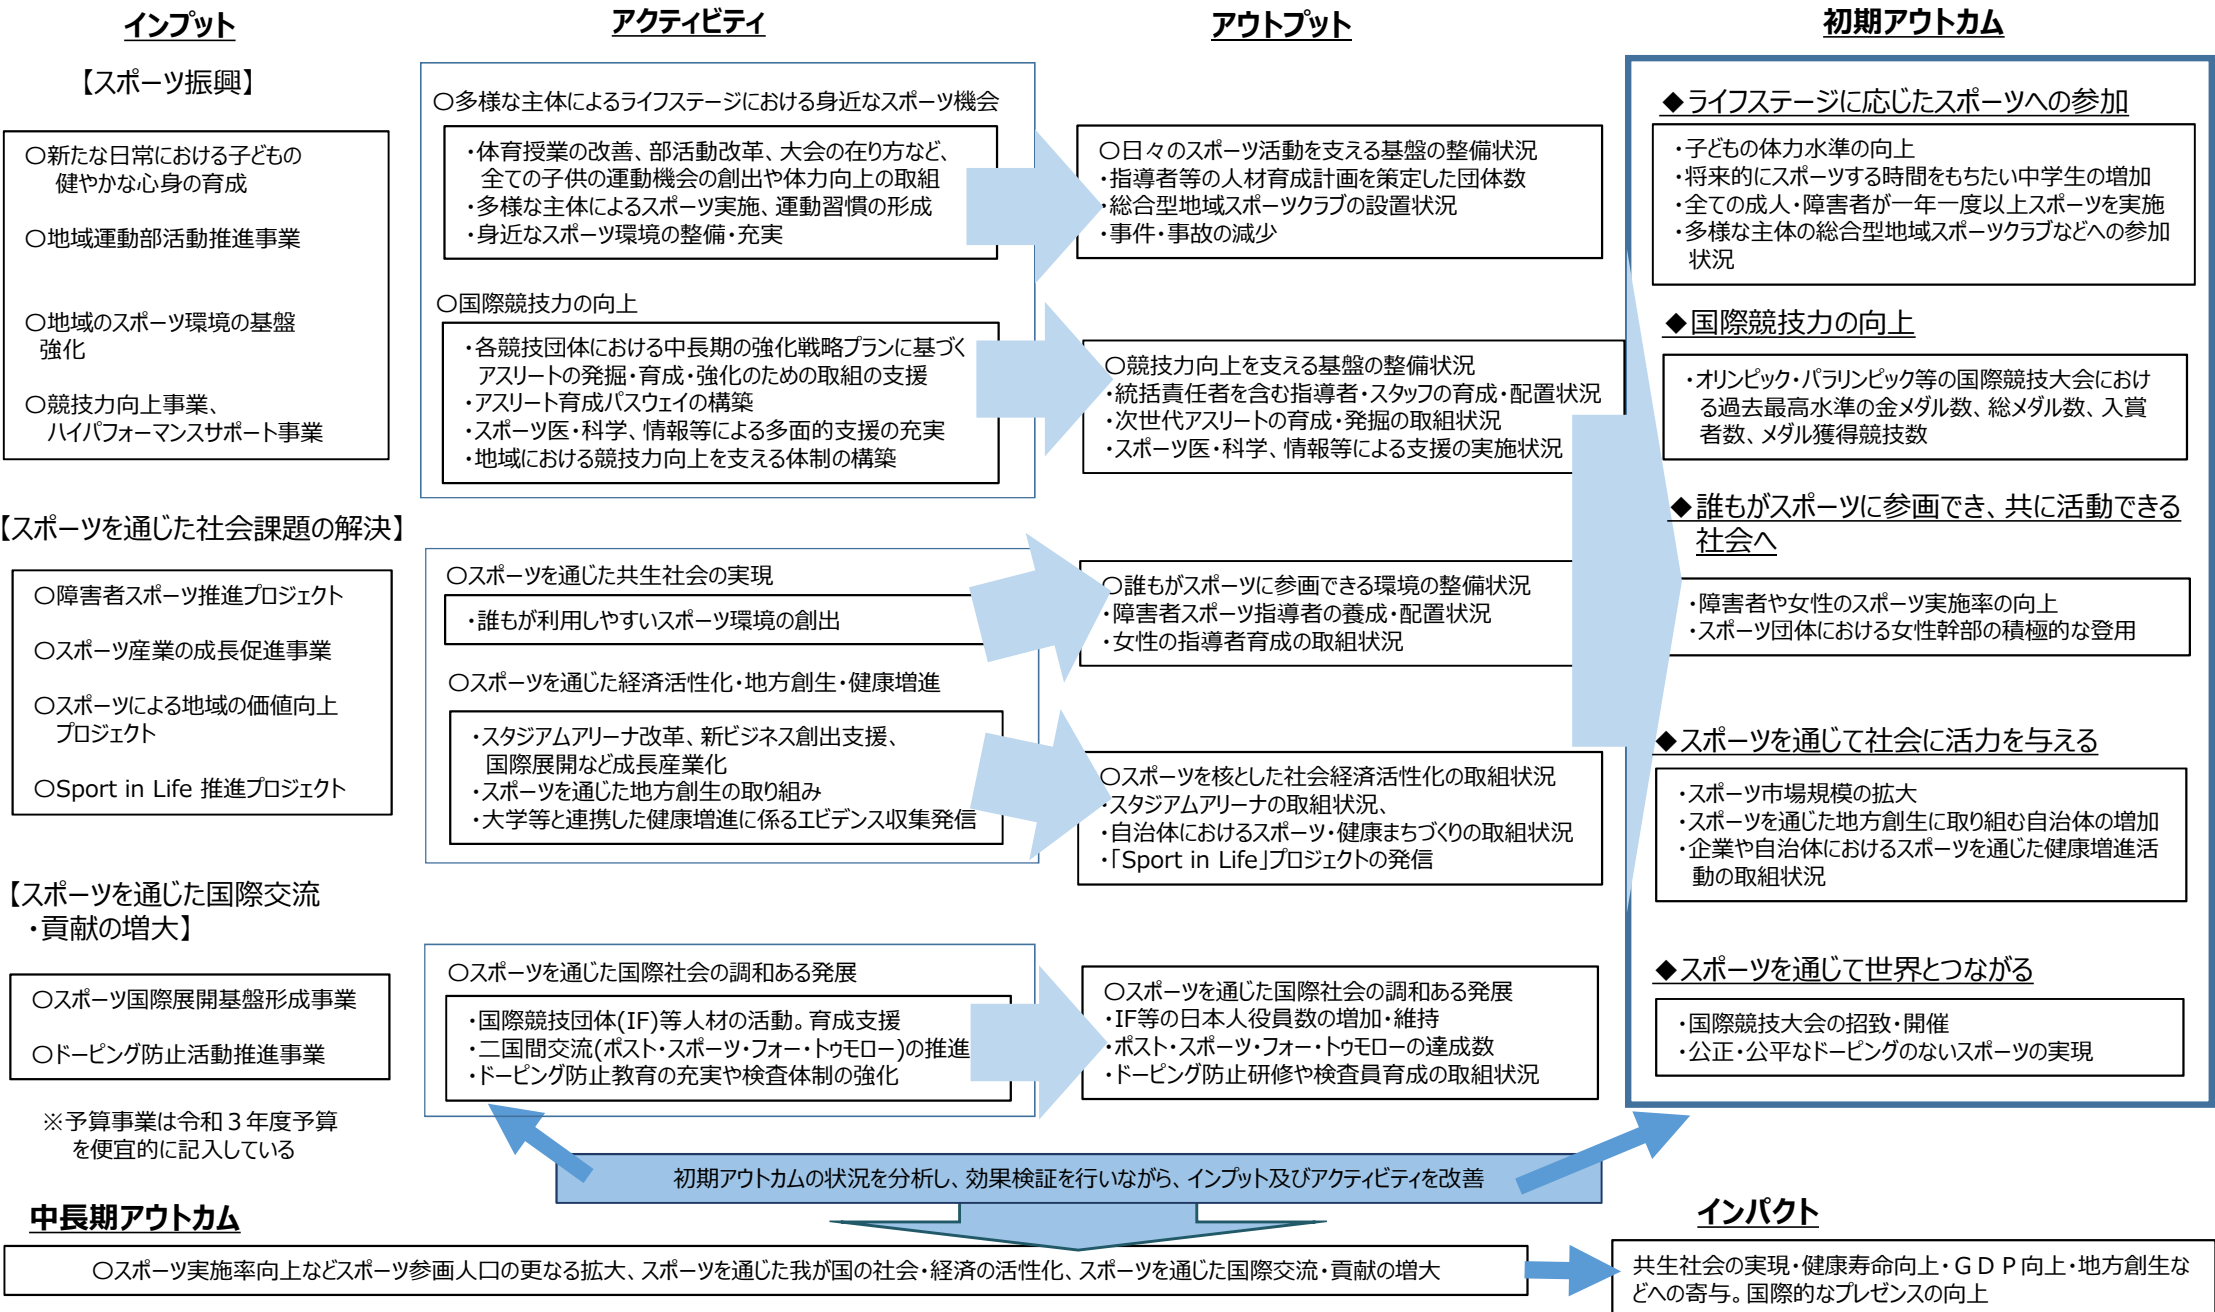 インプット
【スポーツ振興】
〇新たな日常における子どもの
健やかな心身の育成
〇地域運動部活動推進事業
〇地域のスポーツ環境の基盤
強化
〇競技力向上事業、
ハイパフォーマンスサポート事業
【スポーツを通じた社会課題の解決】
〇障害者スポーツ推進プロジェクト
〇スポーツ産業の成長促進事業
〇スポーツによる地域の価値向上
プロジェクト
〇Sport in Life 推進プロジェクト
【スポーツを通じた国際交流
・貢献の増大】
〇スポーツ国際展開基盤形成事業
〇ドーピング防止活動推進事業
※予算事業は令和３年度予算
を便宜的に記入している
アクティビティ
〇多様な主体によるライフステージにおける身近なスポーツ機会
・体育授業の改善、部活動改革、大会の在り方など、
全ての子供の運動機会の創出や体力向上の取組
・多様な主体によるスポーツ実施、運動習慣の形成
・身近なスポーツ環境の整備・充実
〇国際競技力の向上
・各競技団体における中長期の強化戦略プランに基づく
アスリートの発掘・育成・強化のための取組の支援
・アスリート育成パスウェイの構築
・スポーツ医・科学、情報等による多面的支援の充実
・地域における競技力向上を支える体制の構築
〇スポーツを通じた共生社会の実現
・誰もが利用しやすいスポーツ環境の創出
〇スポーツを通じた経済活性化・地方創生・健康増進
・スタジアムアリーナ改革、新ビジネス創出支援、
国際展開など成長産業化
・スポーツを通じた地方創生の取り組み
・大学等と連携した健康増進に係るエビデンス収集発信
〇スポーツを通じた国際社会の調和ある発展
・国際競技団体(IF)等人材の活動。育成支援
・二国間交流(ポスト・スポーツ・フォー・トゥモロー)の推進
・ドーピング防止教育の充実や検査体制の強化
アウトプット
〇日々のスポーツ活動を支える基盤の整備状況
・指導者等の人材育成計画を策定した団体数
・総合型地域スポーツクラブの設置状況
・事件・事故の減少
〇競技力向上を支える基盤の整備状況
・統括責任者を含む指導者・スタッフの育成・配置状況
・次世代アスリートの育成・発掘の取組状況
・スポーツ医・科学、情報等による支援の実施状況
〇誰もがスポーツに参画できる環境の整備状況
・障害者スポーツ指導者の養成・配置状況
・女性の指導者育成の取組状況
〇スポーツを核とした社会経済活性化の取組状況
・スタジアムアリーナの取組状況、
・自治体におけるスポーツ・健康まちづくりの取組状況
・「Sport in Life」プロジェクトの発信
〇スポーツを通じた国際社会の調和ある発展
・IF等の日本人役員数の増加・維持
・ポスト・スポーツ・フォー・トゥモローの達成数
・ドーピング防止研修や検査員育成の取組状況
初期アウトカム
◆ライフステージに応じたスポーツへの参加
・子どもの体力水準の向上
・将来的にスポーツする時間をもちたい中学生の増加
・全ての成人・障害者が一年一度以上スポーツを実施
・多様な主体の総合型地域スポーツクラブなどへの参加
状況
◆国際競技力の向上
・オリンピック・パラリンピック等の国際競技大会におけ
る過去最高水準の金メダル数、総メダル数、入賞
者数、メダル獲得競技数
◆誰もがスポーツに参画でき、共に活動できる
社会へ
・障害者や女性のスポーツ実施率の向上
・スポーツ団体における女性幹部の積極的な登用
◆スポーツを通じて社会に活力を与える
・スポーツ市場規模の拡大
・スポーツを通じた地方創生に取り組む自治体の増加
・企業や自治体におけるスポーツを通じた健康増進活
動の取組状況
◆スポーツを通じて世界とつながる
・国際競技大会の招致・開催
・公正・公平なドーピングのないスポーツの実現
初期アウトカムの状況を分析し、効果検証を行いながら、インプット及びアクティビティを改善
中長期アウトカム
〇スポーツ実施率向上などスポーツ参画人口の更なる拡大、スポーツを通じた我が国の社会・経済の活性化、スポーツを通じた国際交流・貢献の増大
インパクト
共生社会の実現・健康寿命向上・ＧＤＰ向上・地方創生な
どへの寄与。国際的なプレゼンスの向上